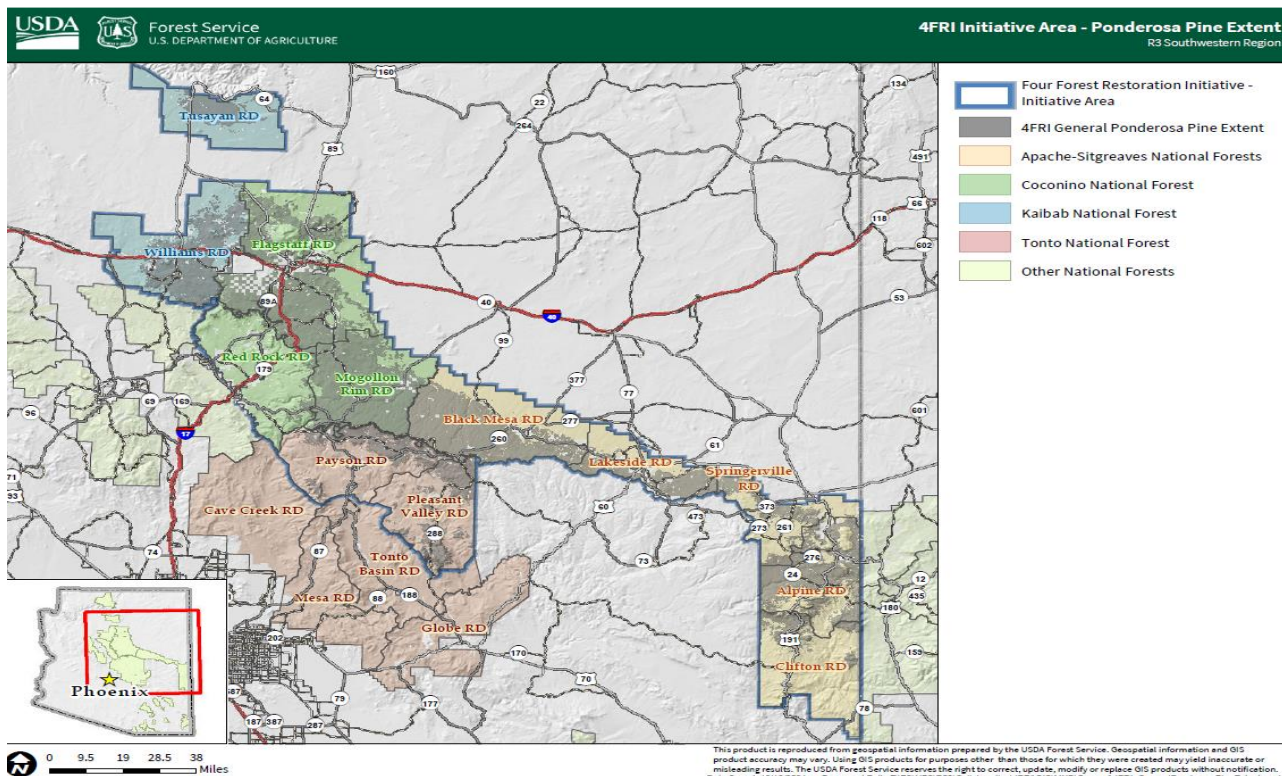 USDA
Forest Service
U.S. DEPARTMENT OF AGRICULTURE
4FRI Initiative Area - Ponderosa Pine Extent
R3 Southwestern Region
Four Forest Restoration Initiative -
Initiative Area
4FRI General Ponderosa Pine Extent
Apache-Sitgreaves National Forests
Coconino National Forest
Kaibab National Forest
Tonto National Forest
Other National Forests
160
134
64
22
Tusayan RD
264
89
491
66
118
Flagstaff RD
602
Williams RD
89A
40
40
53
99
Red Rock RD
179
Mogollon
Rim RD
377
77
69
169
96
Black Mesa RD
277
601
17
260
61
Payson RD
Lakeside RD
Springerville
RD
71
93
Pleasant
Valley RD
Cave Creek RD
60
473
373
273
261
288
74
87
Tonto
Basin RD
73
276
24
12
435
Mesa RD
88
188
Alpine RD
180
Globe RD
202
191
170
159
Clifton RD
70
79
177
78
187
387
287
Phoenix
N
0 9.5 19 28.5 38
Miles
This product is reproduced from geospatial information prepared by the USDA Forest Service. Geospatial information and GIS
product accuracy may vary. Using GIS products for purposes other than those for which they were created may yield inaccurate or
misleading results. The USDA Forest Service reserves the right to correct, update, modify or replace GIS products without notification.